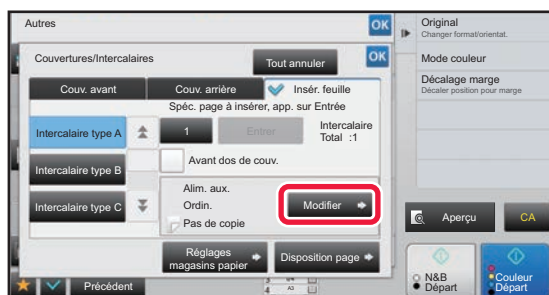 Autres
OK
Original
Changer format/orientat.
Couvertures/Intercalaires
Tout annuler
OK
Mode couleur
Couv. avant
Couv. arrière
Insér. feuille
Décalage marge
Décaler position pour marge
Spéc. page à insérer, app. sur Entrée
Intercalaire type A
1
Entrer
Intercalaire
Total :1
Avant dos de couv.
Intercalaire type B
Alim. aux.
Ordin.
Pas de copie
Modifier
Intercalaire type C
Aperçu
CA
Réglages
magasins papier
Disposition page
Précédent
4
A3
N&B
Départ
Couleur
Départ